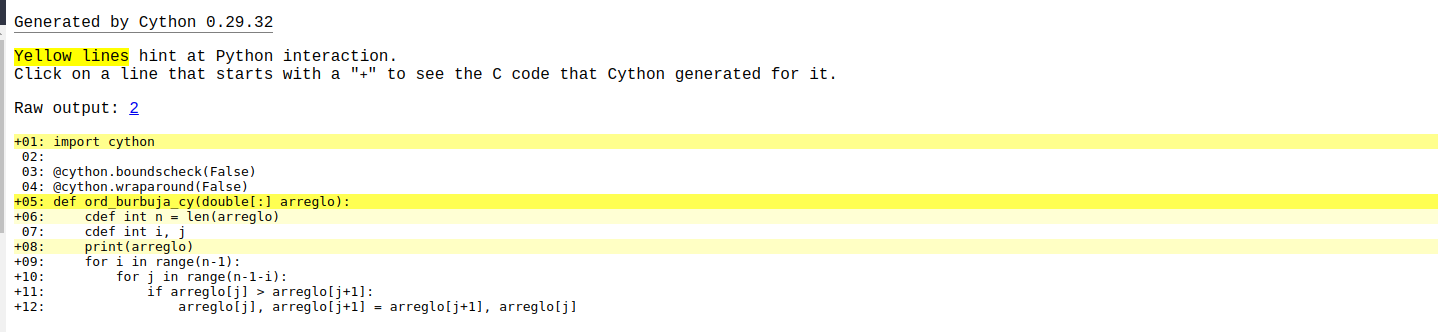 Generated by Cython 0.29.32
Yellow lines hint at Python interaction.
Click on a line that starts with a "+" to see the C code that Cython generated for it.
Raw output: 2
+01: import cython
 02:
 03: @cython.boundscheck(False)
 04: @cython.wraparound(False)
+05: def ord_burbuja_cy(double[:] arreglo):
+06:     cdef int n = len(arreglo)
 07:     cdef int i, j
+08:     print(arreglo)
+09:     for i in range(n-1):
+10:         for j in range(n-1-i):
+11:             if arreglo[j] > arreglo[j+1]:
+12:                 arreglo[j], arreglo[j+1] = arreglo[j+1], arreglo[j]